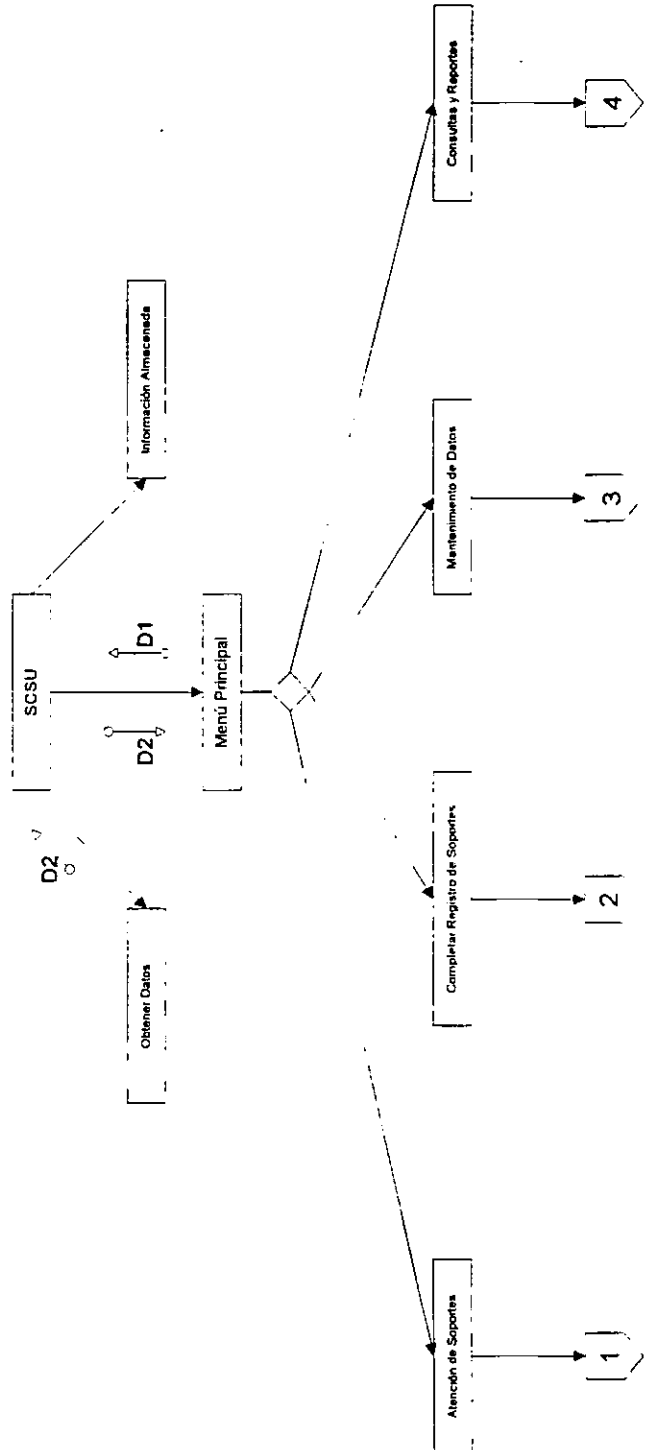 SCSU
D2
D2
D1
Obtener Datos
Información Almacenada
Menú Principal
Atención de Soportes
Completar Registro de Soportes
Mantenimiento de Datos
Consultas y Reportes
1
2
3
4